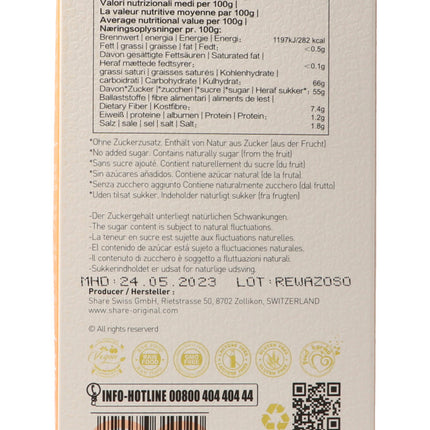 Valori nutrizionali medi per 100g |
La valeur nutritive moyenne par 100g |
Average nutritional value per 100g |
Næringsoplysninger pr. 100g:
Brennwert | energia | Energie | Energi: 1197kJ/282 kcal
Fett | grassi | graisse | fat | Fedt: <0.5g
Davon gesättigte Fettsäuren | Saturated fat |
Heraf mættede fedtsyrer: <0.1g
grassi saturi | graisses saturés | Kohlenhydrate |
carboidrati | Carbohydrate | Kulhydrat: 66g
Davon*Zucker |*zuccheri |*sucre |*sugar | Heraf sukker*: 55g
Ballaststoffe | fibre alimentari | aliments de lest |
Dietary Fiber | Kostfibre: 7.4g
Eiweiß | proteine | albumen | Protein | Protein: 1.2g
Salz | sale | sel | salt | Salt: 1.8g
*Ohne Zuckerzusatz. Enthält von Natur aus Zucker (aus der Frucht)
*No added sugar. Contains naturally sugar (from the fruit)
*Sans sucre ajouté. Contient naturellement du sucre (du fruit)
*Sin azúcares añadidos. Contiene azúcar natural (de la fruta)
*Senza zucchero aggiunto Contiene naturalmente zucchero (dal frutto)
*Uden tilsat sukker. Indeholder naturligt sukker (fra frugten)
-Der Zuckergehalt unterliegt natürlichen Schwankungen.
-The sugar content is subject to natural fluctuations.
-La teneur en sucre est sujette aux fluctuations naturelles.
-El contenido de azúcar está sujeto a fluctuaciones naturales.
-Il contenuto di zucchero è soggetto a fluttuazioni naturali
-Sukkerindholdet er udsat for naturlige udsving.
MHD: 24.05.2023 LOT: REWAZOSO
Producer / Hersteller:
Share Swiss GmbH, Rietstrasse 50, 8702 Zollikon, SWITZERLAND
www.share-original.com
© All rights reserverd
Vegan
INFO-HOTLINE 00800 404 404 44